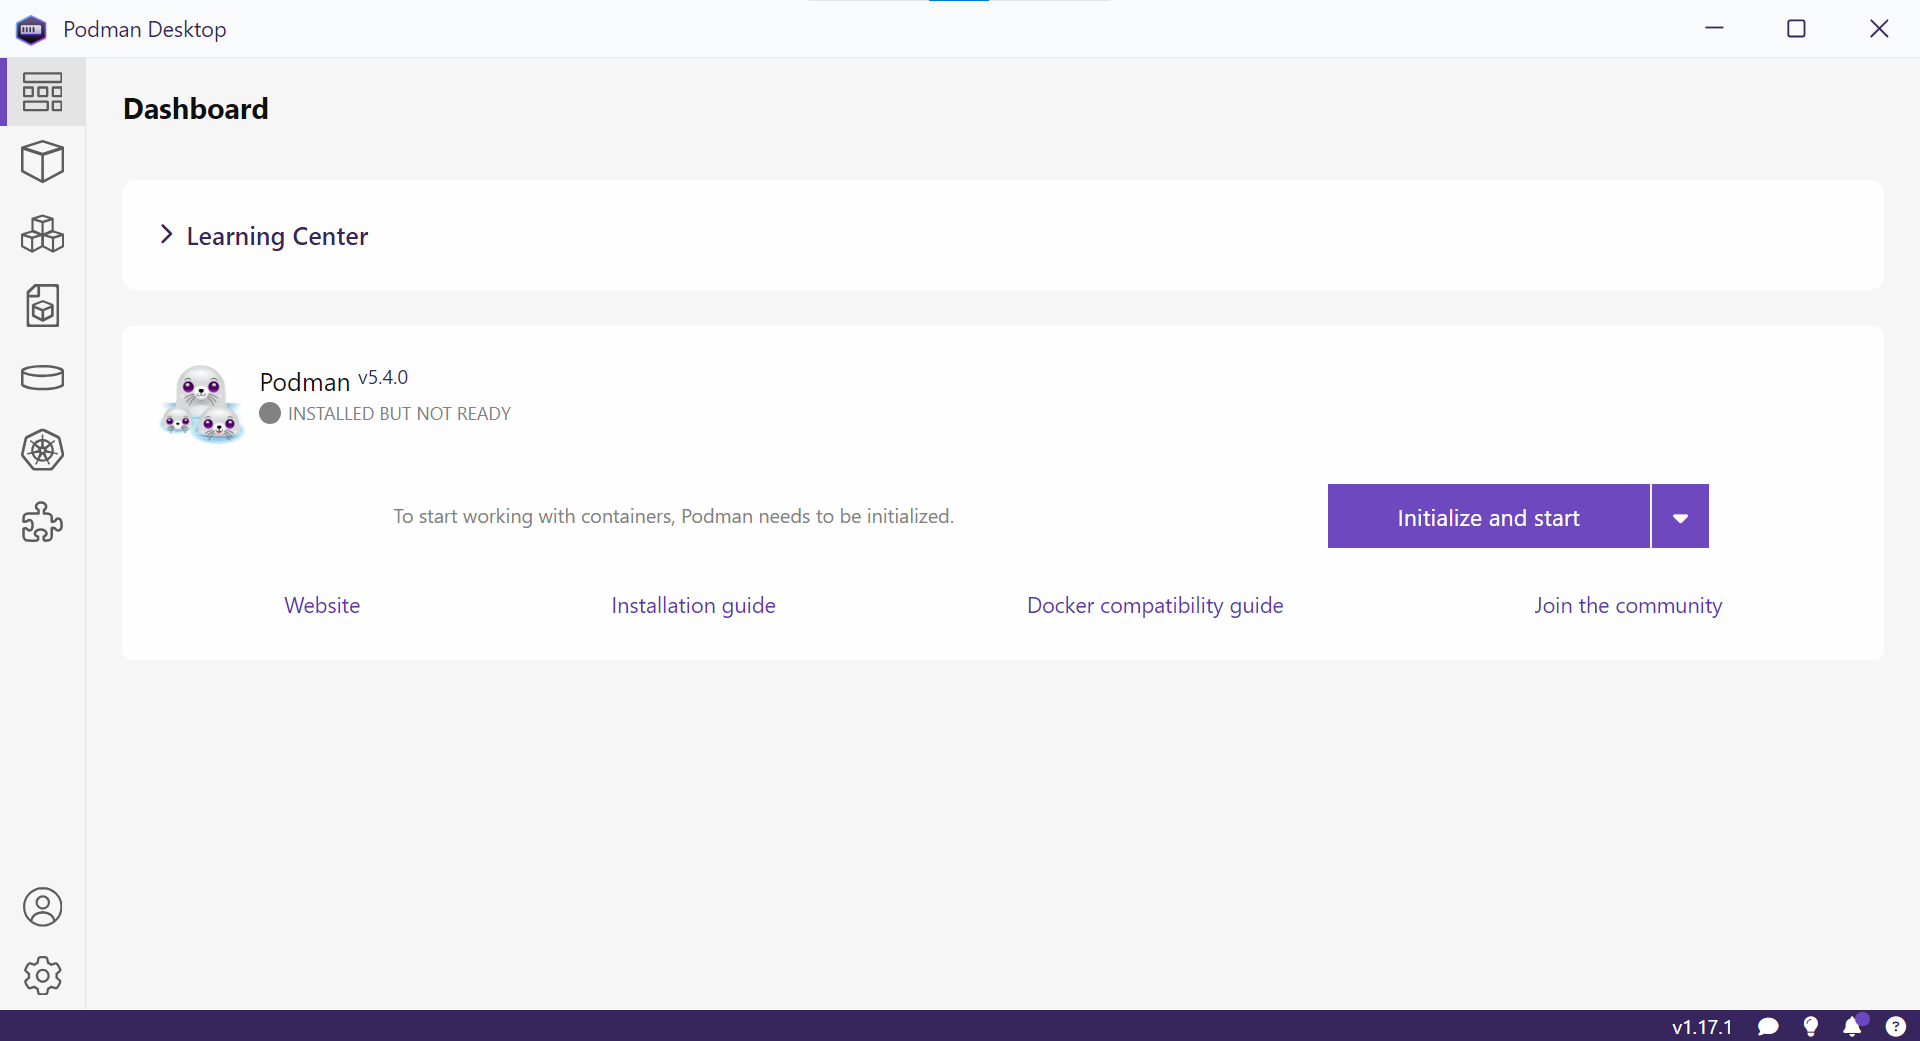 Podman Desktop
Dashboard
Learning Center
Podman v5.4.0
INSTALLED BUT NOT READY
To start working with containers, Podman needs to be initialized.
Initialize and start
Website
Installation guide
Docker compatibility guide
Join the community
v1.17.1
?